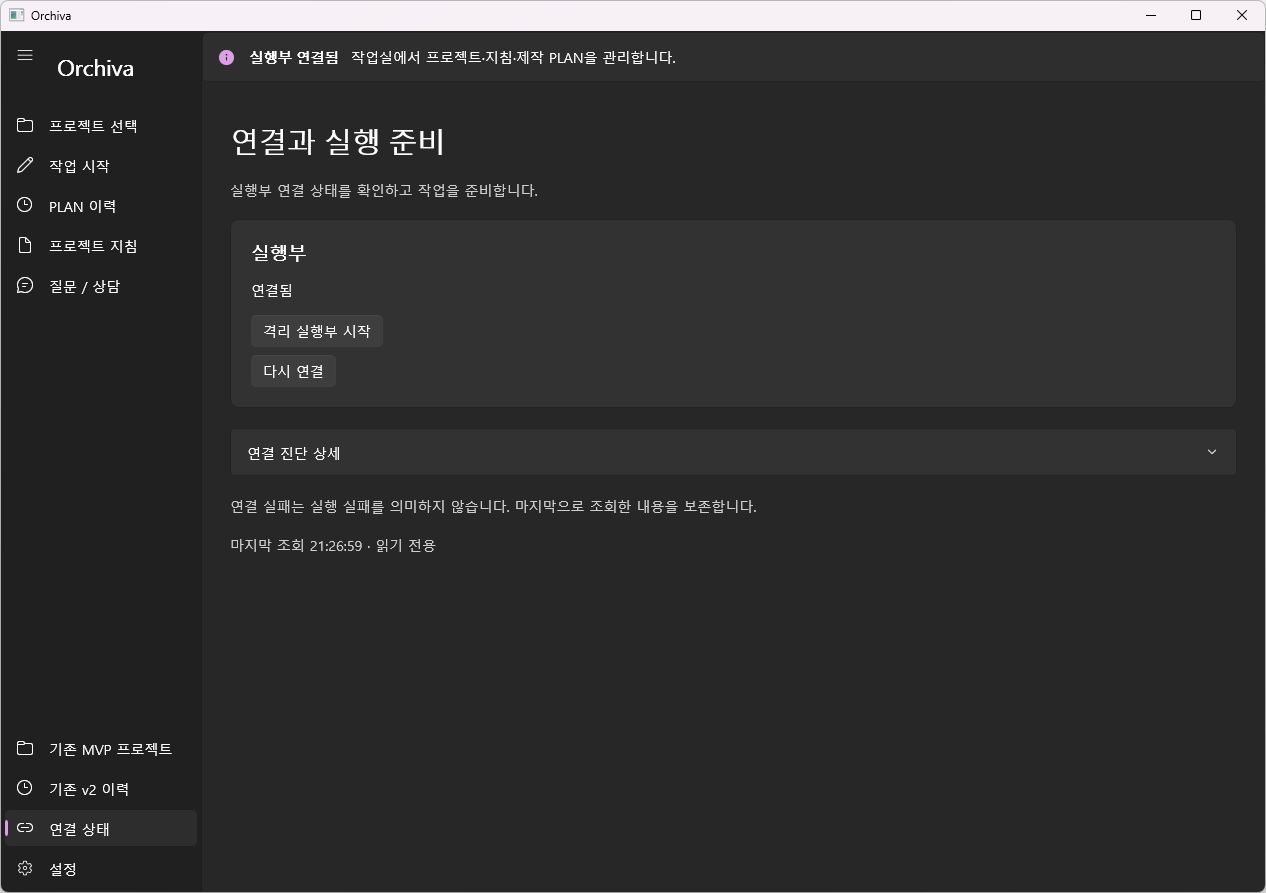 Orchiva
Orchiva
프로젝트 선택
작업 시작
PLAN 이력
프로젝트 지침
질문 / 상담
기존 MVP 프로젝트
기존 v2 이력
연결 상태
설정
실행부 연결됨 작업실에서 프로젝트·지침·제작 PLAN을 관리합니다.
연결과 실행 준비
실행부 연결 상태를 확인하고 작업을 준비합니다.
실행부
연결됨
격리 실행부 시작
다시 연결
연결 진단 상세
연결 실패는 실행 실패를 의미하지 않습니다. 마지막으로 조회한 내용을 보존합니다.
마지막 조회 21:26:59 · 읽기 전용